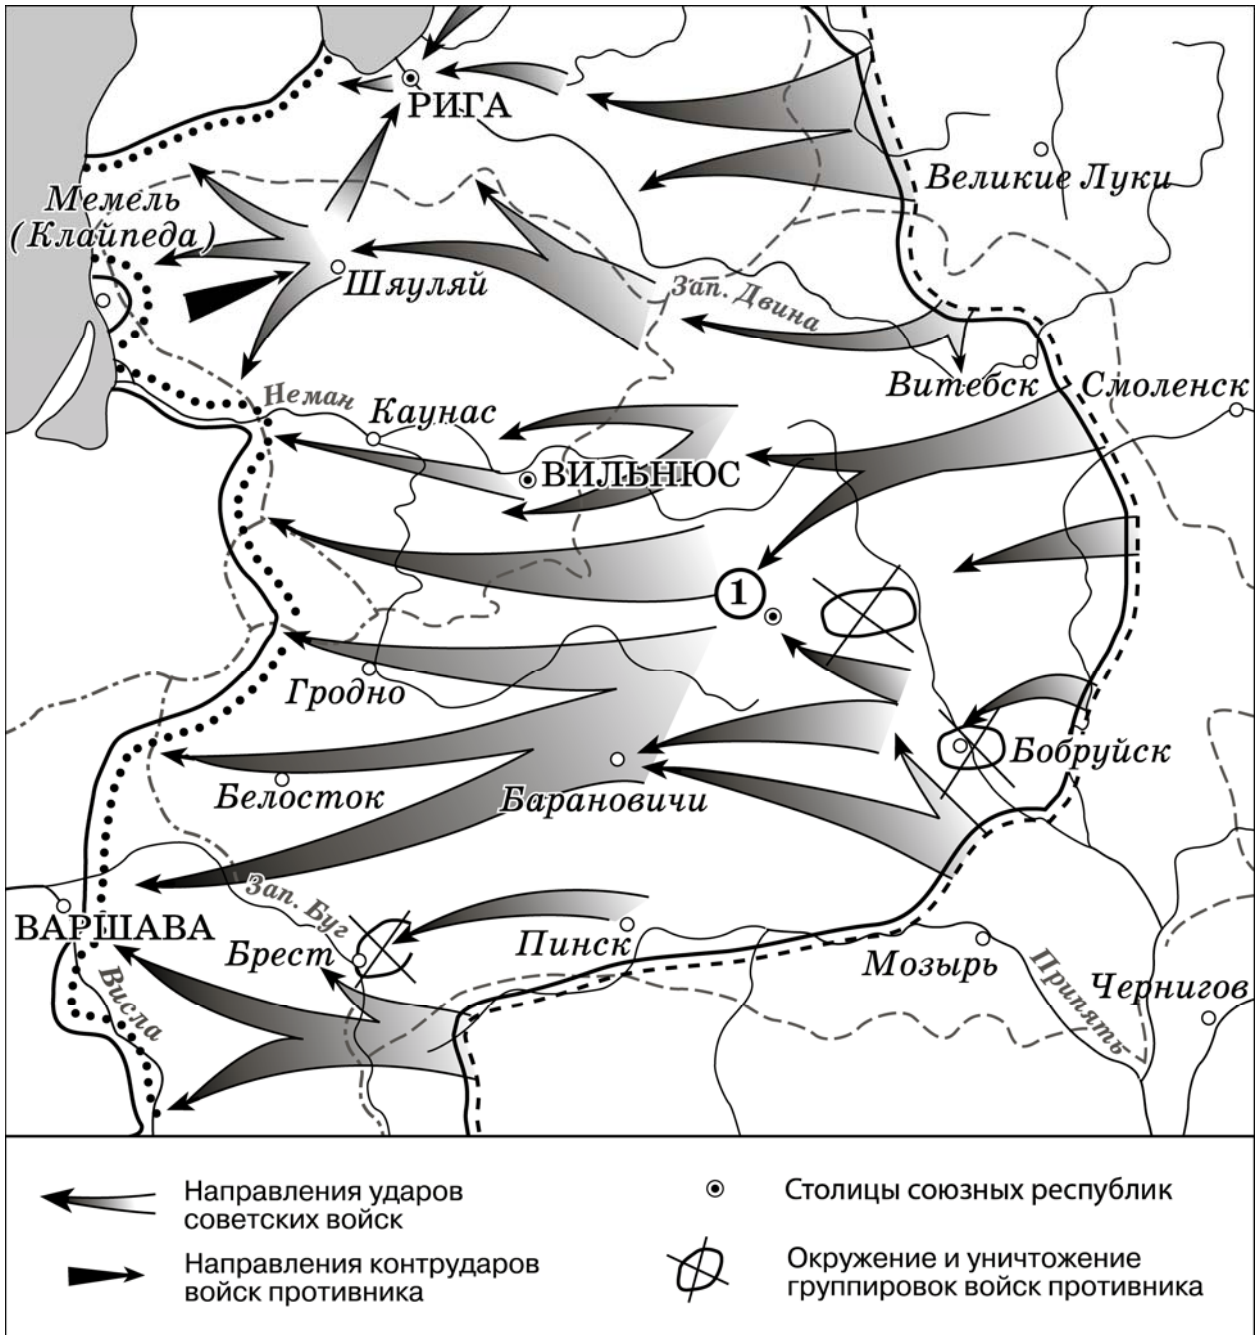 РИГА
Великие Луки
Мемель
(Клайпеда)
Шяуляй
Зап. Двина
Витебск
Смоленск
Неман
Каунас
ВИЛЬНЮС
1
Гродно
Бобруйск
Белосток
Барановичи
Зап. Буг
ВАРШАВА
Брест
Пинск
Мозырь
Висла
Припять
Чернигов
Направления ударов
советских войск
Столицы союзных республик
Направления контрударов
войск противника
Окружение и уничтожение
группировок войск противника